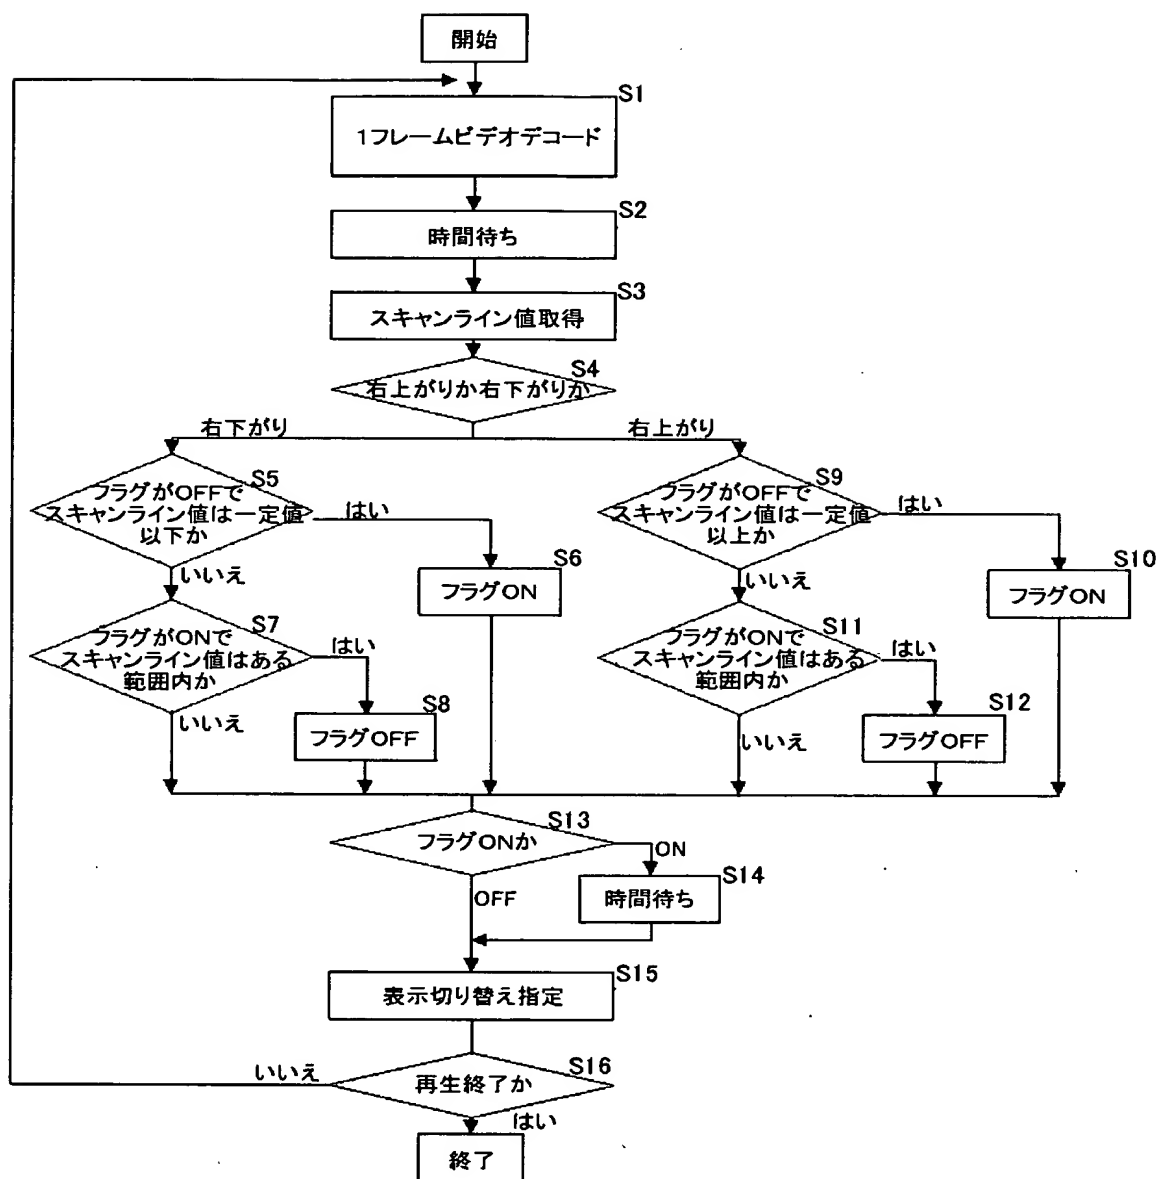 開始
S1
1フレームビデオデコード
S2
時間待ち
S3
スキャンライン値取得
S4
右上がりか右下がりか
右下がり
右上がり
S5
フラグがOFFで
スキャンライン値は一定値
以下か
はい
いいえ
S6
フラグON
S7
フラグがONで
スキャンライン値はある
範囲内か
はい
いいえ
S8
フラグOFF
S9
フラグがOFFで
スキャンライン値は一定値
以上か
はい
いいえ
S10
フラグON
S11
フラグがONで
スキャンライン値はある
範囲内か
はい
いいえ
S12
フラグOFF
S13
フラグONか
ON
OFF
S14
時間待ち
S15
表示切り替え指定
S16
再生終了か
いいえ
はい
終了